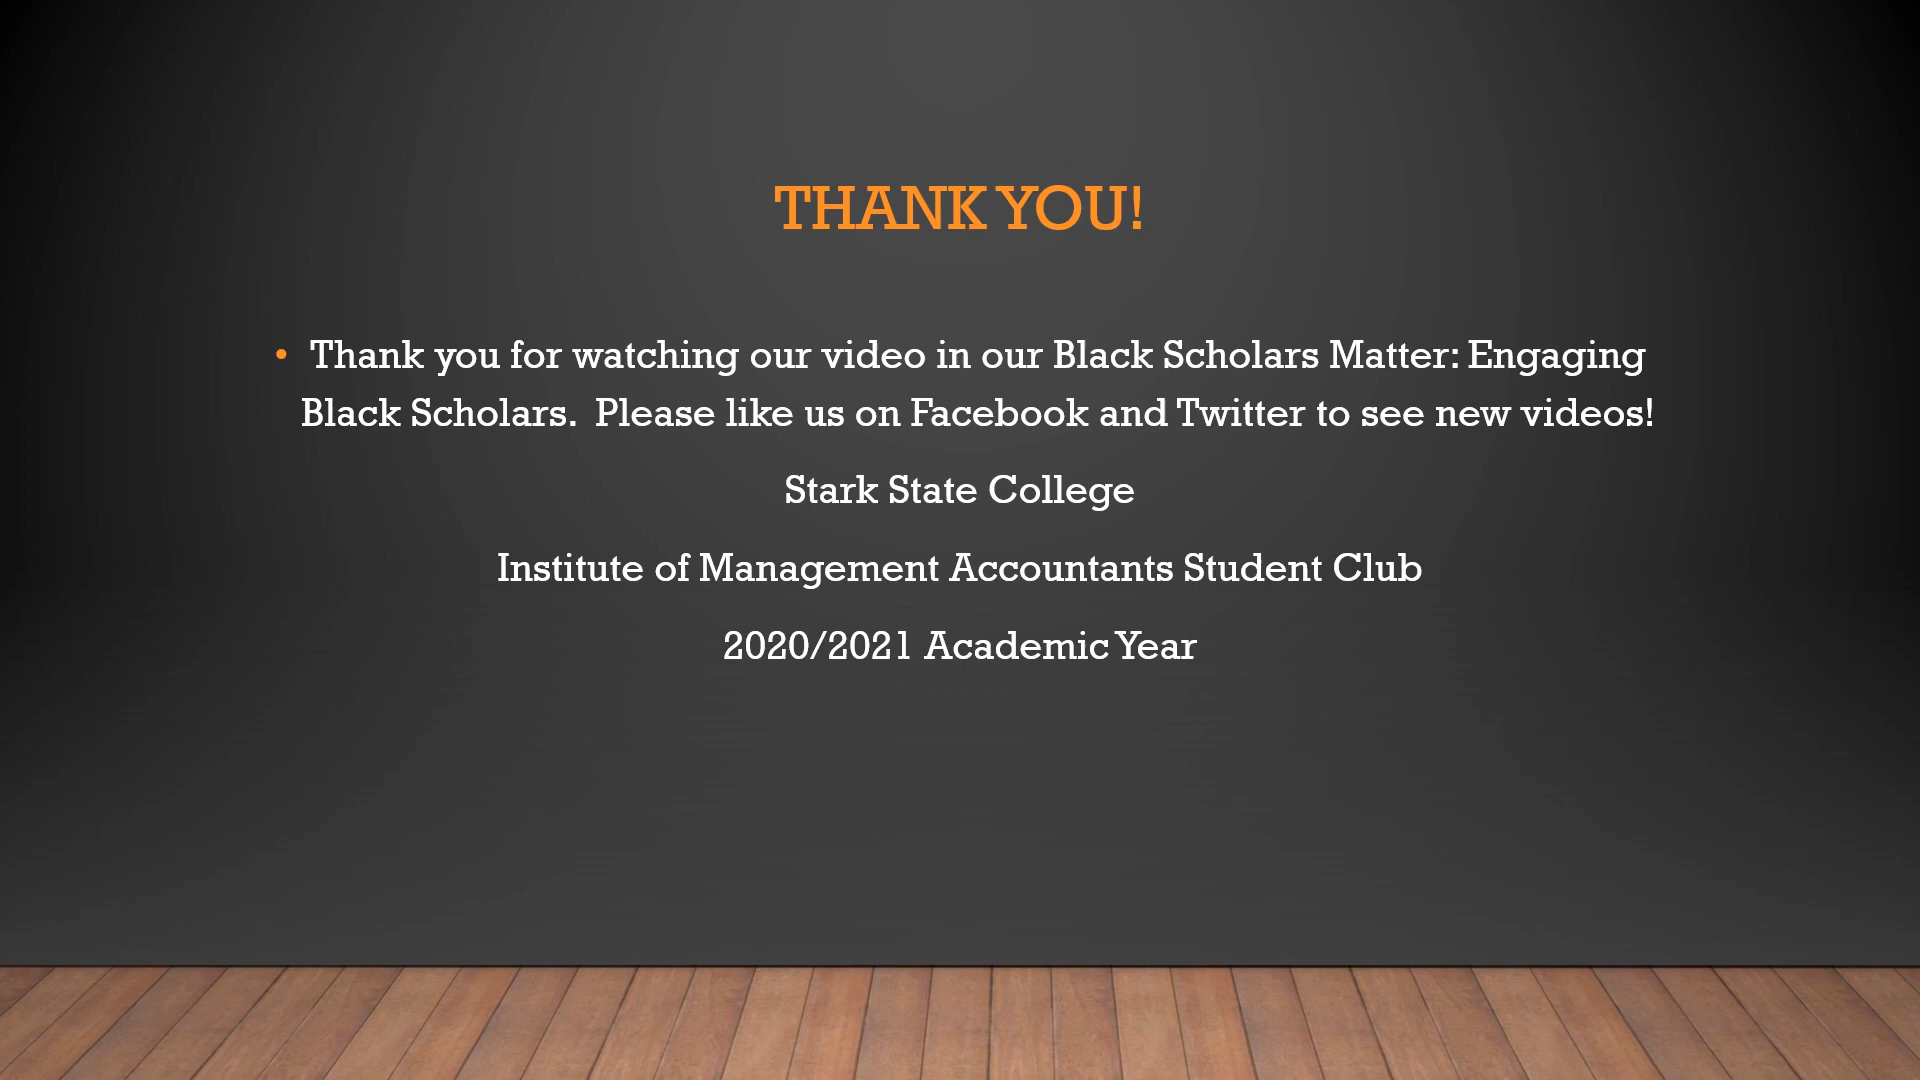 THANK YOU!
• Thank you for watching our video in our Black Scholars Matter: Engaging
Black Scholars.  Please like us on Facebook and Twitter to see new videos!
Stark State College
Institute of Management Accountants Student Club
2020/2021 Academic Year